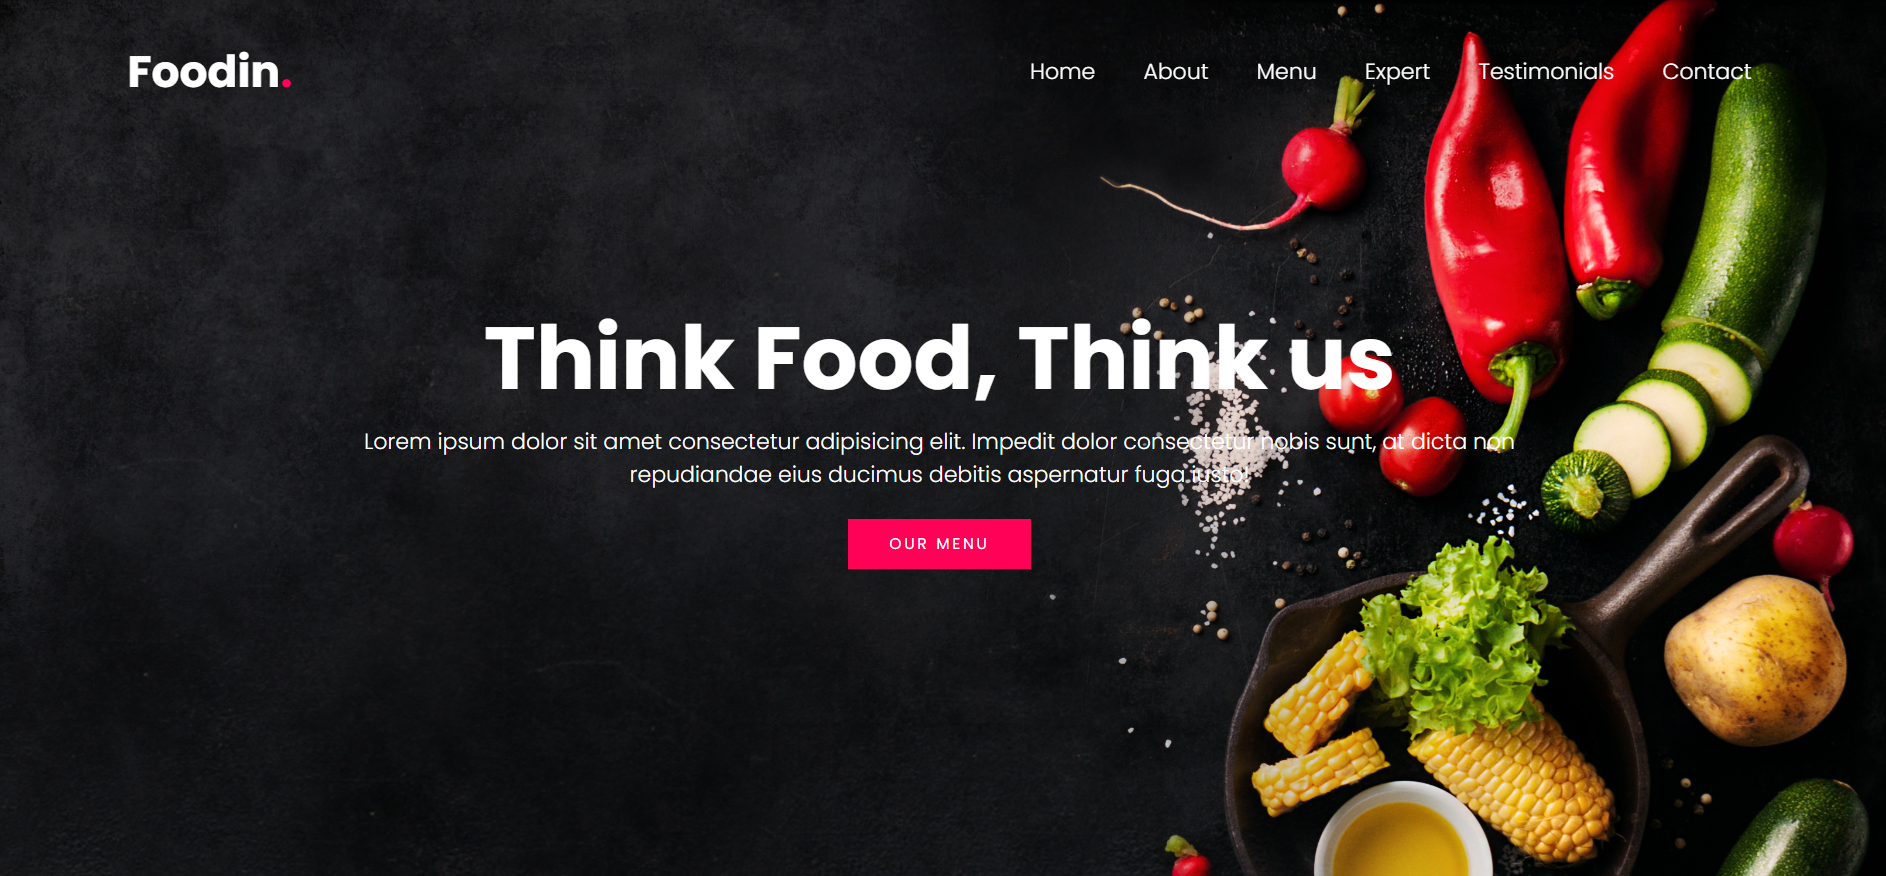 Foodin.
Home About Menu Expert Testimonials Contact
Think Food, Think us
Lorem ipsum dolor sit amet consectetur adipisicing elit. Impedit dolor consectetur nobis sunt, at dicta non
repudiandae eius ducimus debitis aspernatur fuga iusto!
OUR MENU